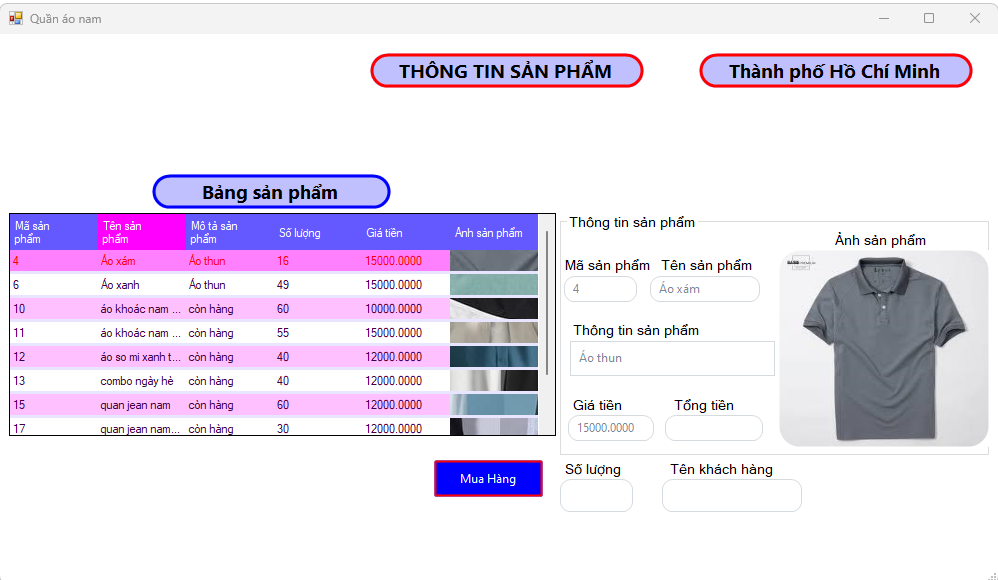 Quần áo nam
THÔNG TIN SẢN PHẨM
Thành phố Hồ Chí Minh
Bảng sản phẩm
Mã sản phẩm Tên sản phẩm Mô tả sản phẩm Số lượng Giá tiền Ảnh sản phẩm
4 Áo xám Áo thun 16 15000.0000
6 Áo xanh Áo thun 49 15000.0000
10 áo khoác nam ... còn hàng 60 10000.0000
11 áo khoác nam ... còn hàng 55 15000.0000
12 áo so mi xanh t... còn hàng 40 12000.0000
13 combo ngày hè còn hàng 40 12000.0000
15 quan jean nam còn hàng 60 12000.0000
17 quan jean nam... còn hàng 30 12000.0000
Mua Hàng
Thông tin sản phẩm
Ảnh sản phẩm
Mã sản phẩm Tên sản phẩm
4 Áo xám
Thông tin sản phẩm
Áo thun
Giá tiền Tổng tiền
15000.0000
Số lượng Tên khách hàng